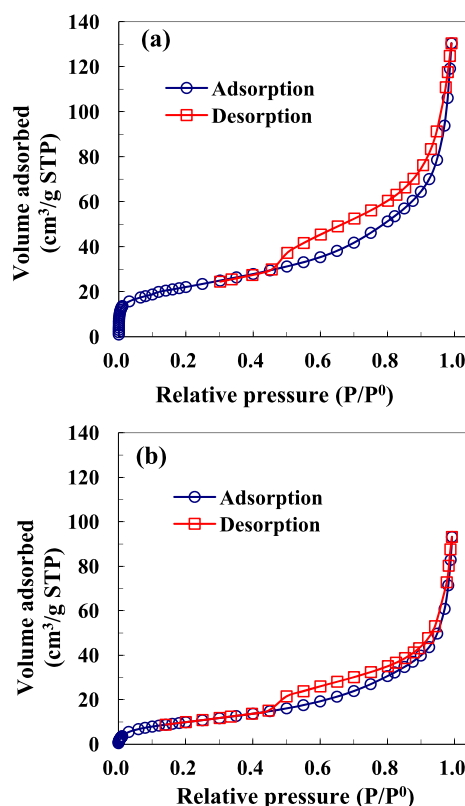 (a)
Adsorption
Desorption
Volume adsorbed
(cm³/g STP)
140
120
100
80
60
40
20
0
0.0 0.2 0.4 0.6 0.8 1.0
Relative pressure (P/P⁰)
(b)
Adsorption
Desorption
Volume adsorbed
((cm³/g STP)
140
120
100
80
60
40
20
0
0.0 0.2 0.4 0.6 0.8 1.0
Relative pressure (P/P⁰)